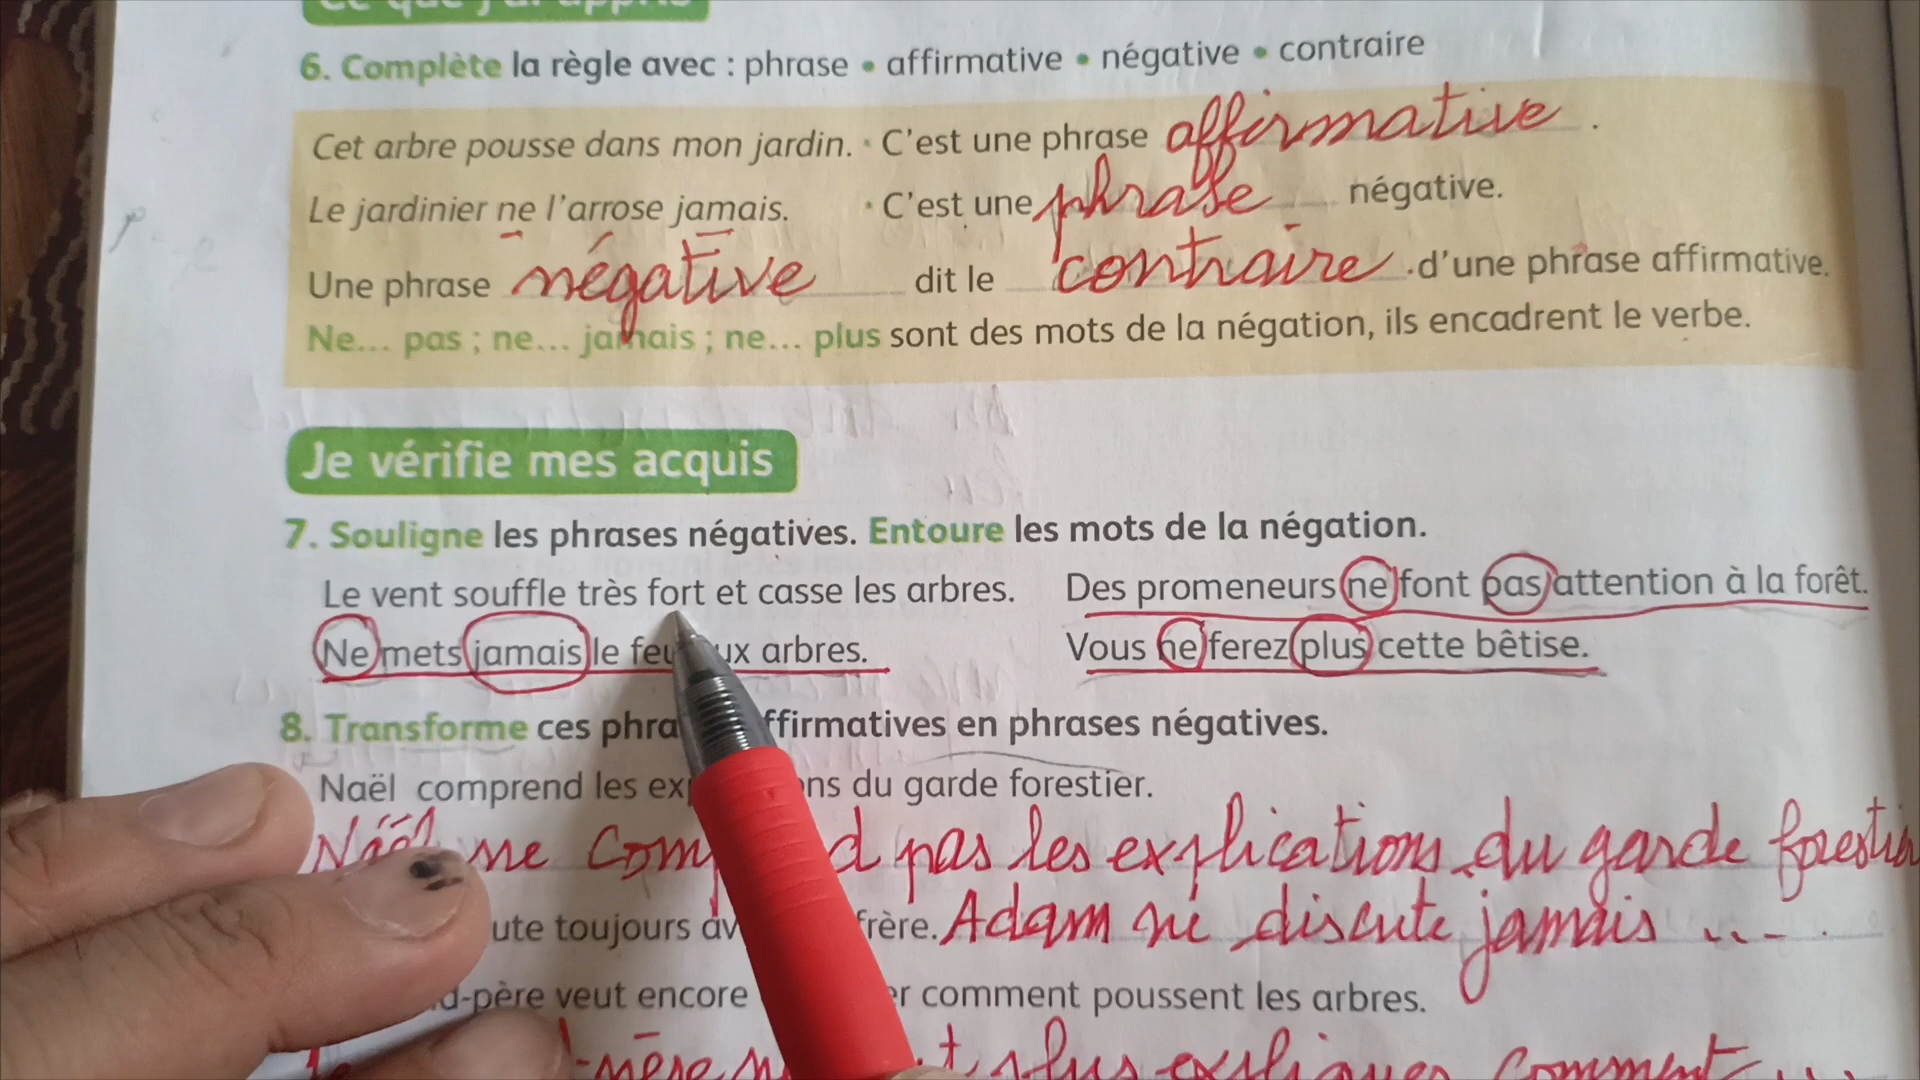 Ce que j'ai appris
6. Complète la règle avec : phrase • affirmative • négative • contraire
Cet arbre pousse dans mon jardin. • C'est une phrase affirmative.
Le jardinier ne l'arrose jamais. • C'est une phrase négative.
Une phrase négative dit le contraire d'une phrase affirmative.
Ne... pas ; ne... jamais ; ne... plus sont des mots de la négation, ils encadrent le verbe.
Je vérifie mes acquis
7. Souligne les phrases négatives. Entoure les mots de la négation.
Le vent souffle très fort et casse les arbres. Des promeneurs ne font pas attention à la forêt.
Ne mets jamais le feu aux arbres. Vous ne ferez plus cette bêtise.
8. Transforme ces phrases affirmatives en phrases négatives.
Naël comprend les explications du garde forestier.
Naël ne comprend pas les explications du garde forestier
toujours frère. Adam ne discute jamais ...
père veut encore comment poussent les arbres.
plus expliquer comment ...